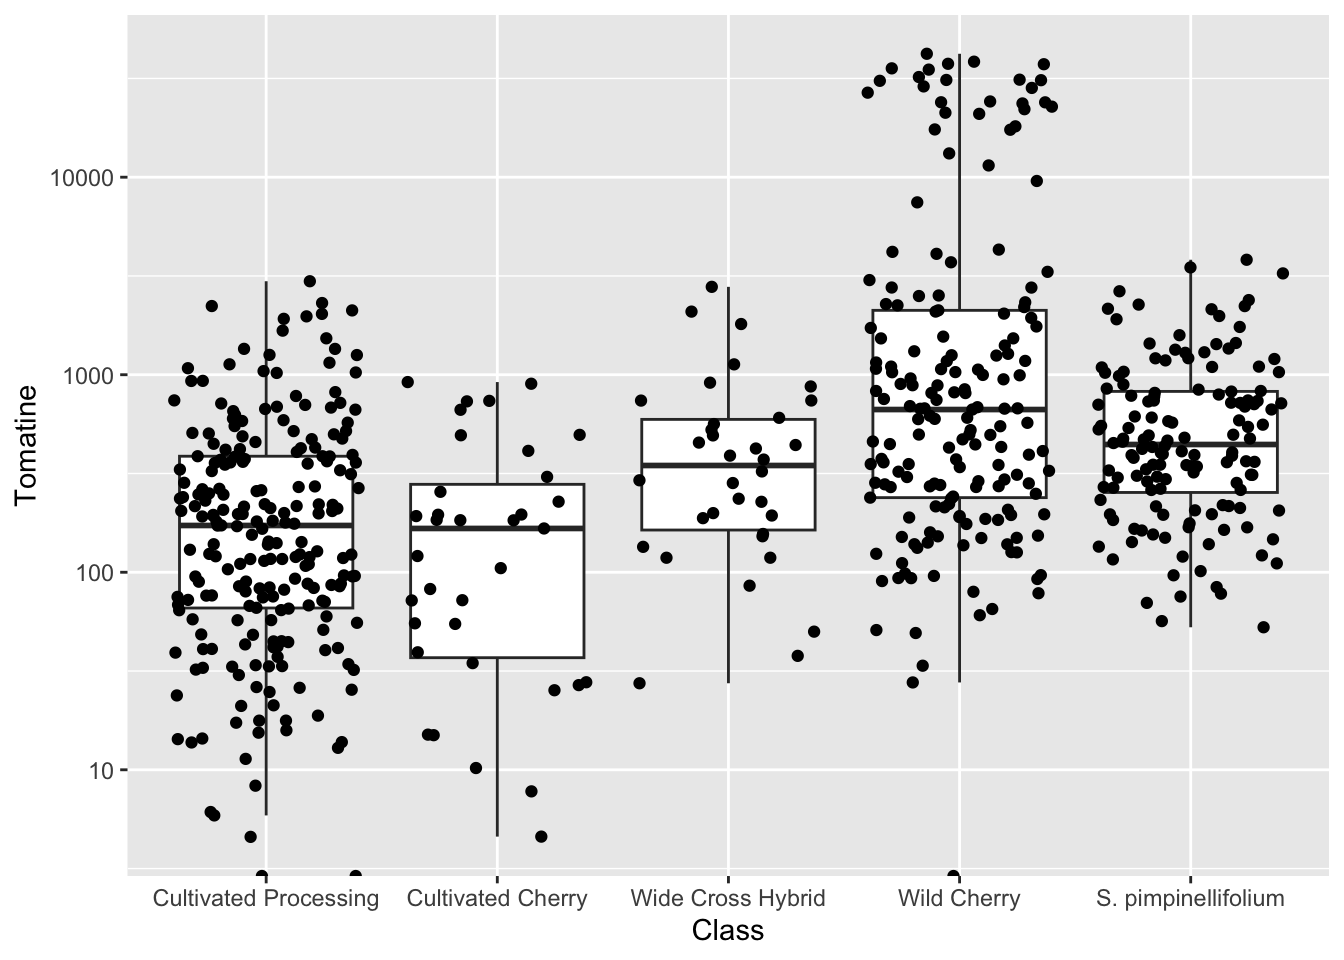 Tomatine
10000
1000
100
10
Cultivated Processing
Cultivated Cherry
Wide Cross Hybrid
Wild Cherry
S. pimpinellifolium
Class